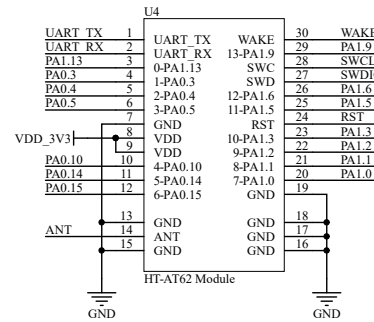 U4
UART_TX 1 UART_TX WAKE 30 WAKE
UART_RX 2 UART_RX 13-PA1.9 29 PA1.9
PA1.13 3 0-PA1.13 SWC 28 SWCL
PA0.3 4 1-PA0.3 SWD 27 SWDI
PA0.4 5 2-PA0.4 12-PA1.6 26 PA1.6
PA0.5 6 3-PA0.5 11-PA1.5 25 PA1.5
7 GND RST 24 RST
VDD_3V3 8 VDD 10-PA1.3 23 PA1.3
9 VDD 9-PA1.2 22 PA1.2
PA0.10 10 4-PA0.10 8-PA1.1 21 PA1.1
PA0.14 11 5-PA0.14 7-PA1.0 20 PA1.0
PA0.15 12 6-PA0.15 GND 19
13 GND GND 18
ANT 14 ANT GND 17
15 GND GND 16
HT-AT62 Module
GND GND